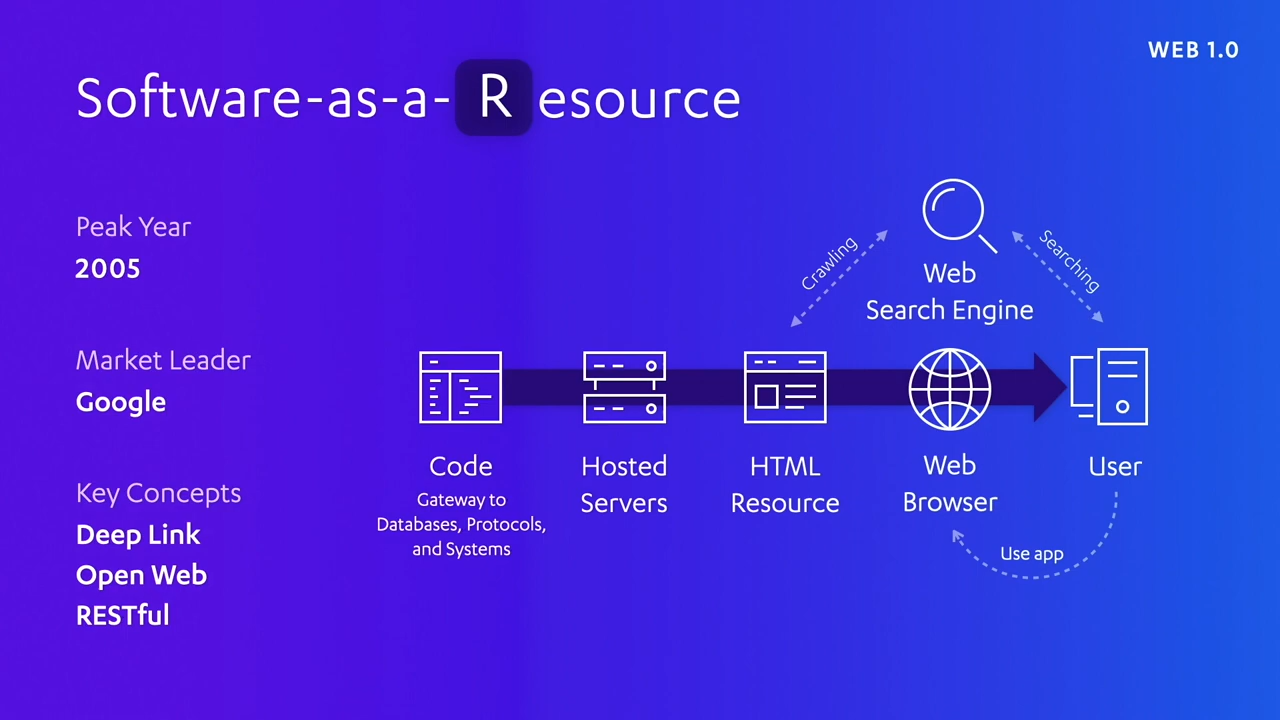 WEB 1.0
Software-as-a-Resource
Peak Year
2005
Market Leader
Google
Key Concepts
Deep Link
Open Web
RESTful
Crawling
Searching
Web
Search Engine
Code
Gateway to
Databases, Protocols,
and Systems
Hosted
Servers
HTML
Resource
Web
Browser
User
Use app